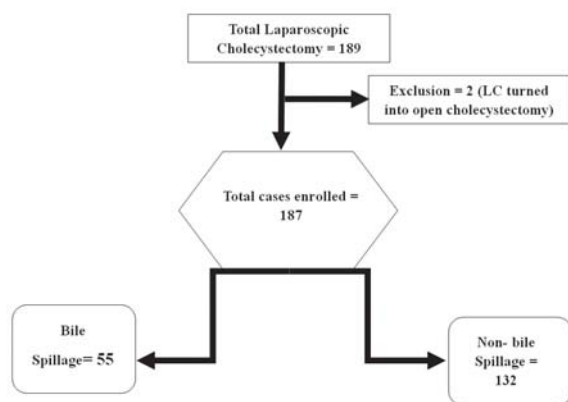 Total Laparoscopic
Cholecystectomy = 189
Exclusion = 2 (LC turned
into open cholecystectomy)
Total cases enrolled =
187
Bile
Spillage= 55
Non- bile
Spillage =
132